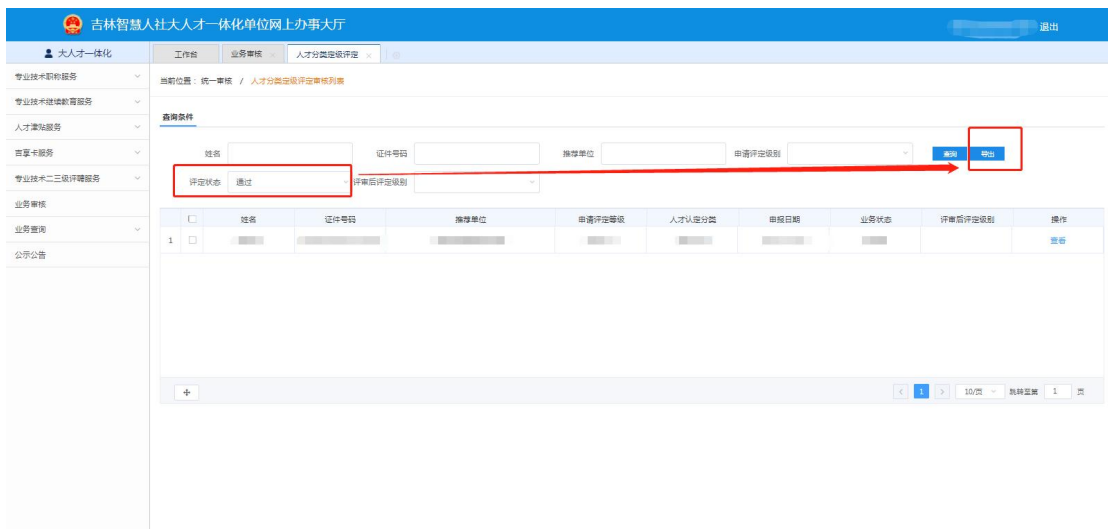 吉林智慧人社大人才一体化单位网上办事大厅
退出
大人才一体化
工作台 业务审核 × 人才分类定级评定 ×
专业技术职称服务
当前位置：统一审核 / 人才分类定级评定审核列表
专业技术继续教育服务
查询条件
人才津贴服务
吉享卡服务
姓名 证件号码 推荐单位 申请评定级别 查询 导出
专业技术二三级评聘服务
评定状态 通过 评审后评定级别
业务审核
姓名 证件号码 推荐单位 申请评定等级 人才认定分类 申报日期 业务状态 评审后评定级别 操作
业务查询
1 查看
公示公告
< 1 > 10/页 跳转至第 1 页